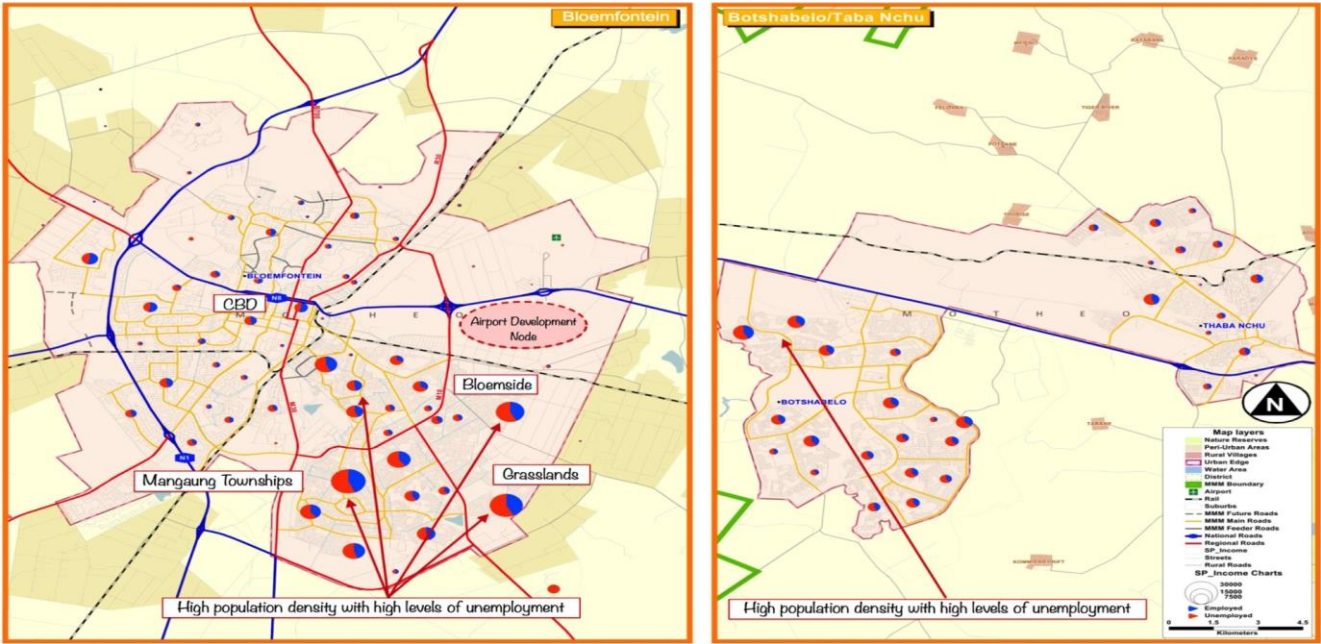 Bloemfontein
BLOEMFONTEIN
N8
CBD
M O T H E O
Airport Development
Node
Bloemside
Grasslands
Mangaung Townships
N1
High population density with high levels of unemployment
Botshabelo/Taba Nchu
TIGER RIVER
M O T H E O
THABA NCHU
BOTSHABELO
N
High population density with high levels of unemployment
Map layers
Nature Reserves
Peri-Urban Areas
Rural Villages
Urban Edge
Water Area
District
MMM Boundary
Airport
Rail
Suburbs
MMM Future Roads
MMM Main Roads
MMM Feeder Roads
National Roads
Regional Roads
SP_Income
Streets
Rural Roads
SP_Income Charts
30000
15000
7500
Employed
Unemployed
0 1.5 3 4.5
Kilometers